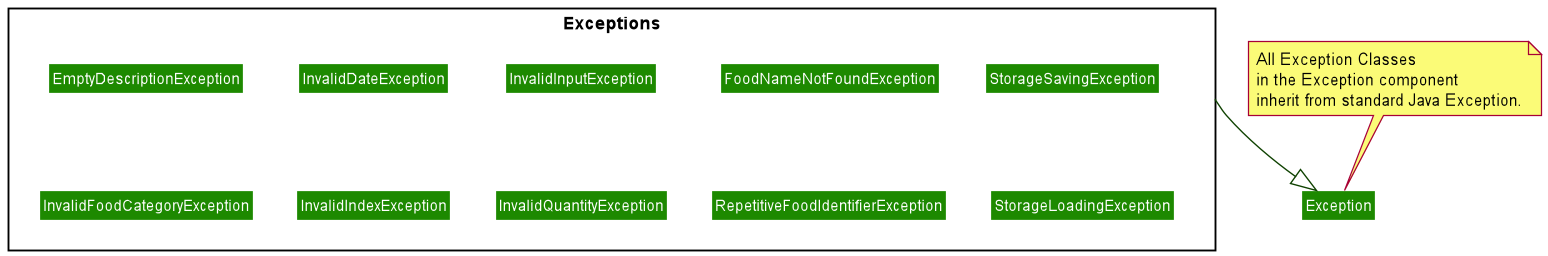 Exceptions
EmptyDescriptionException
InvalidDateException
InvalidInputException
FoodNameNotFoundException
StorageSavingException
InvalidFoodCategoryException
InvalidIndexException
InvalidQuantityException
RepetitiveFoodIdentifierException
StorageLoadingException
All Exception Classes
in the Exception component
inherit from standard Java Exception.
Exception